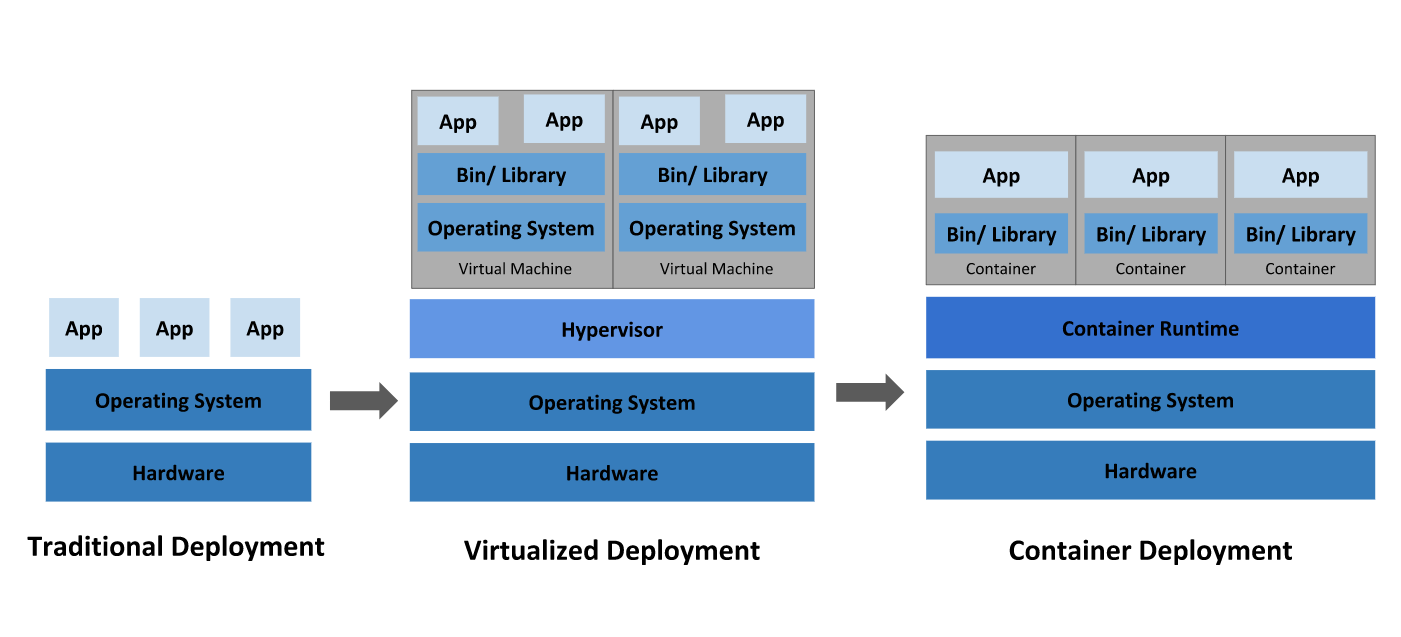 App App App
Operating System
Hardware
Traditional Deployment
App App App App
Bin/ Library Bin/ Library
Operating System Operating System
Virtual Machine Virtual Machine
Hypervisor
Operating System
Hardware
Virtualized Deployment
App App App
Bin/ Library Bin/ Library Bin/ Library
Container Container Container
Container Runtime
Operating System
Hardware
Container Deployment